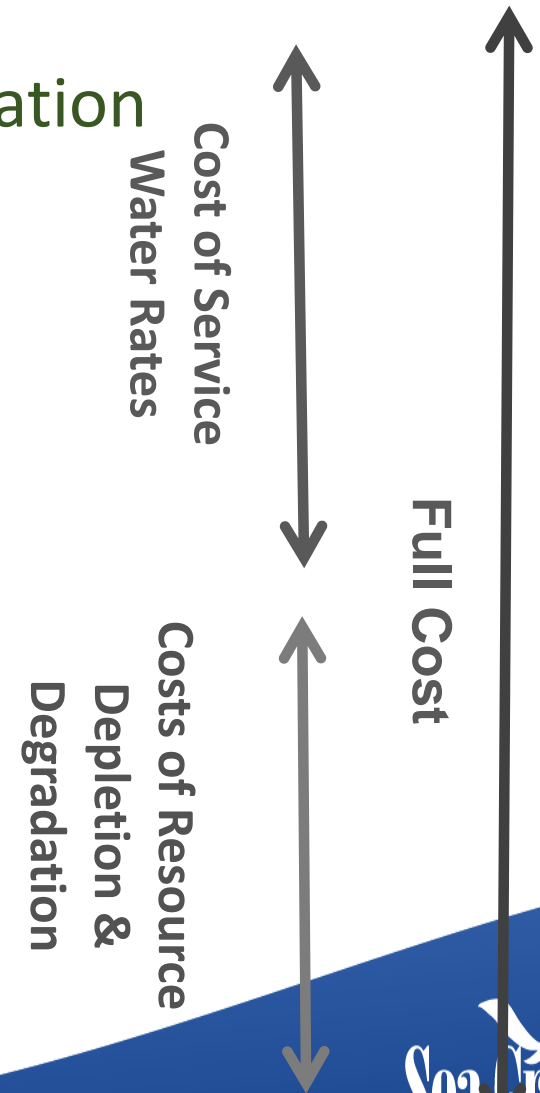 ation
Cost of Service
Water Rates
Full Cost
Costs of Resource
Depletion &
Degradation